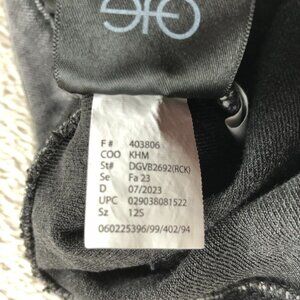 F # 403806
COO KHM
St# DGVB2692(RCK)
Se Fa 23
D 07/2023
UPC 029038081522
Sz 12S
060225396/99/402/94